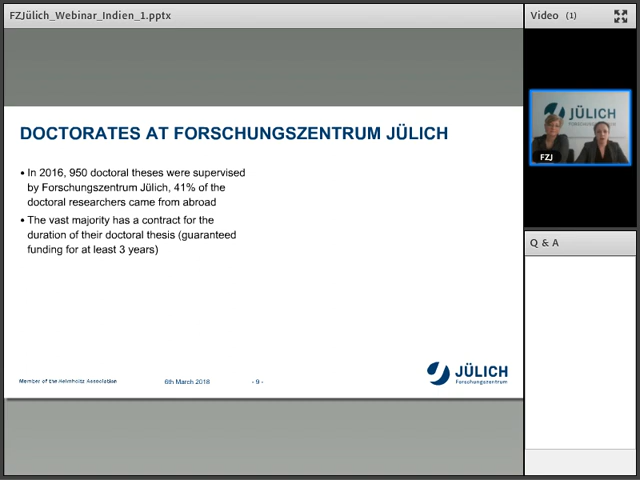 FZJülich_Webinar_Indien_1.pptx
Video (1)
DOCTORATES AT FORSCHUNGSZENTRUM JÜLICH
• In 2016, 950 doctoral theses were supervised
by Forschungszentrum Jülich, 41% of the
doctoral researchers came from abroad
• The vast majority has a contract for the
duration of their doctoral thesis (guaranteed
funding for at least 3 years)
JÜLICH
FORSCHUNGSZENTRUM
FZJ
Q & A
Member of the Helmholtz Association
6th March 2018
- 9 -
JÜLICH
Forschungszentrum